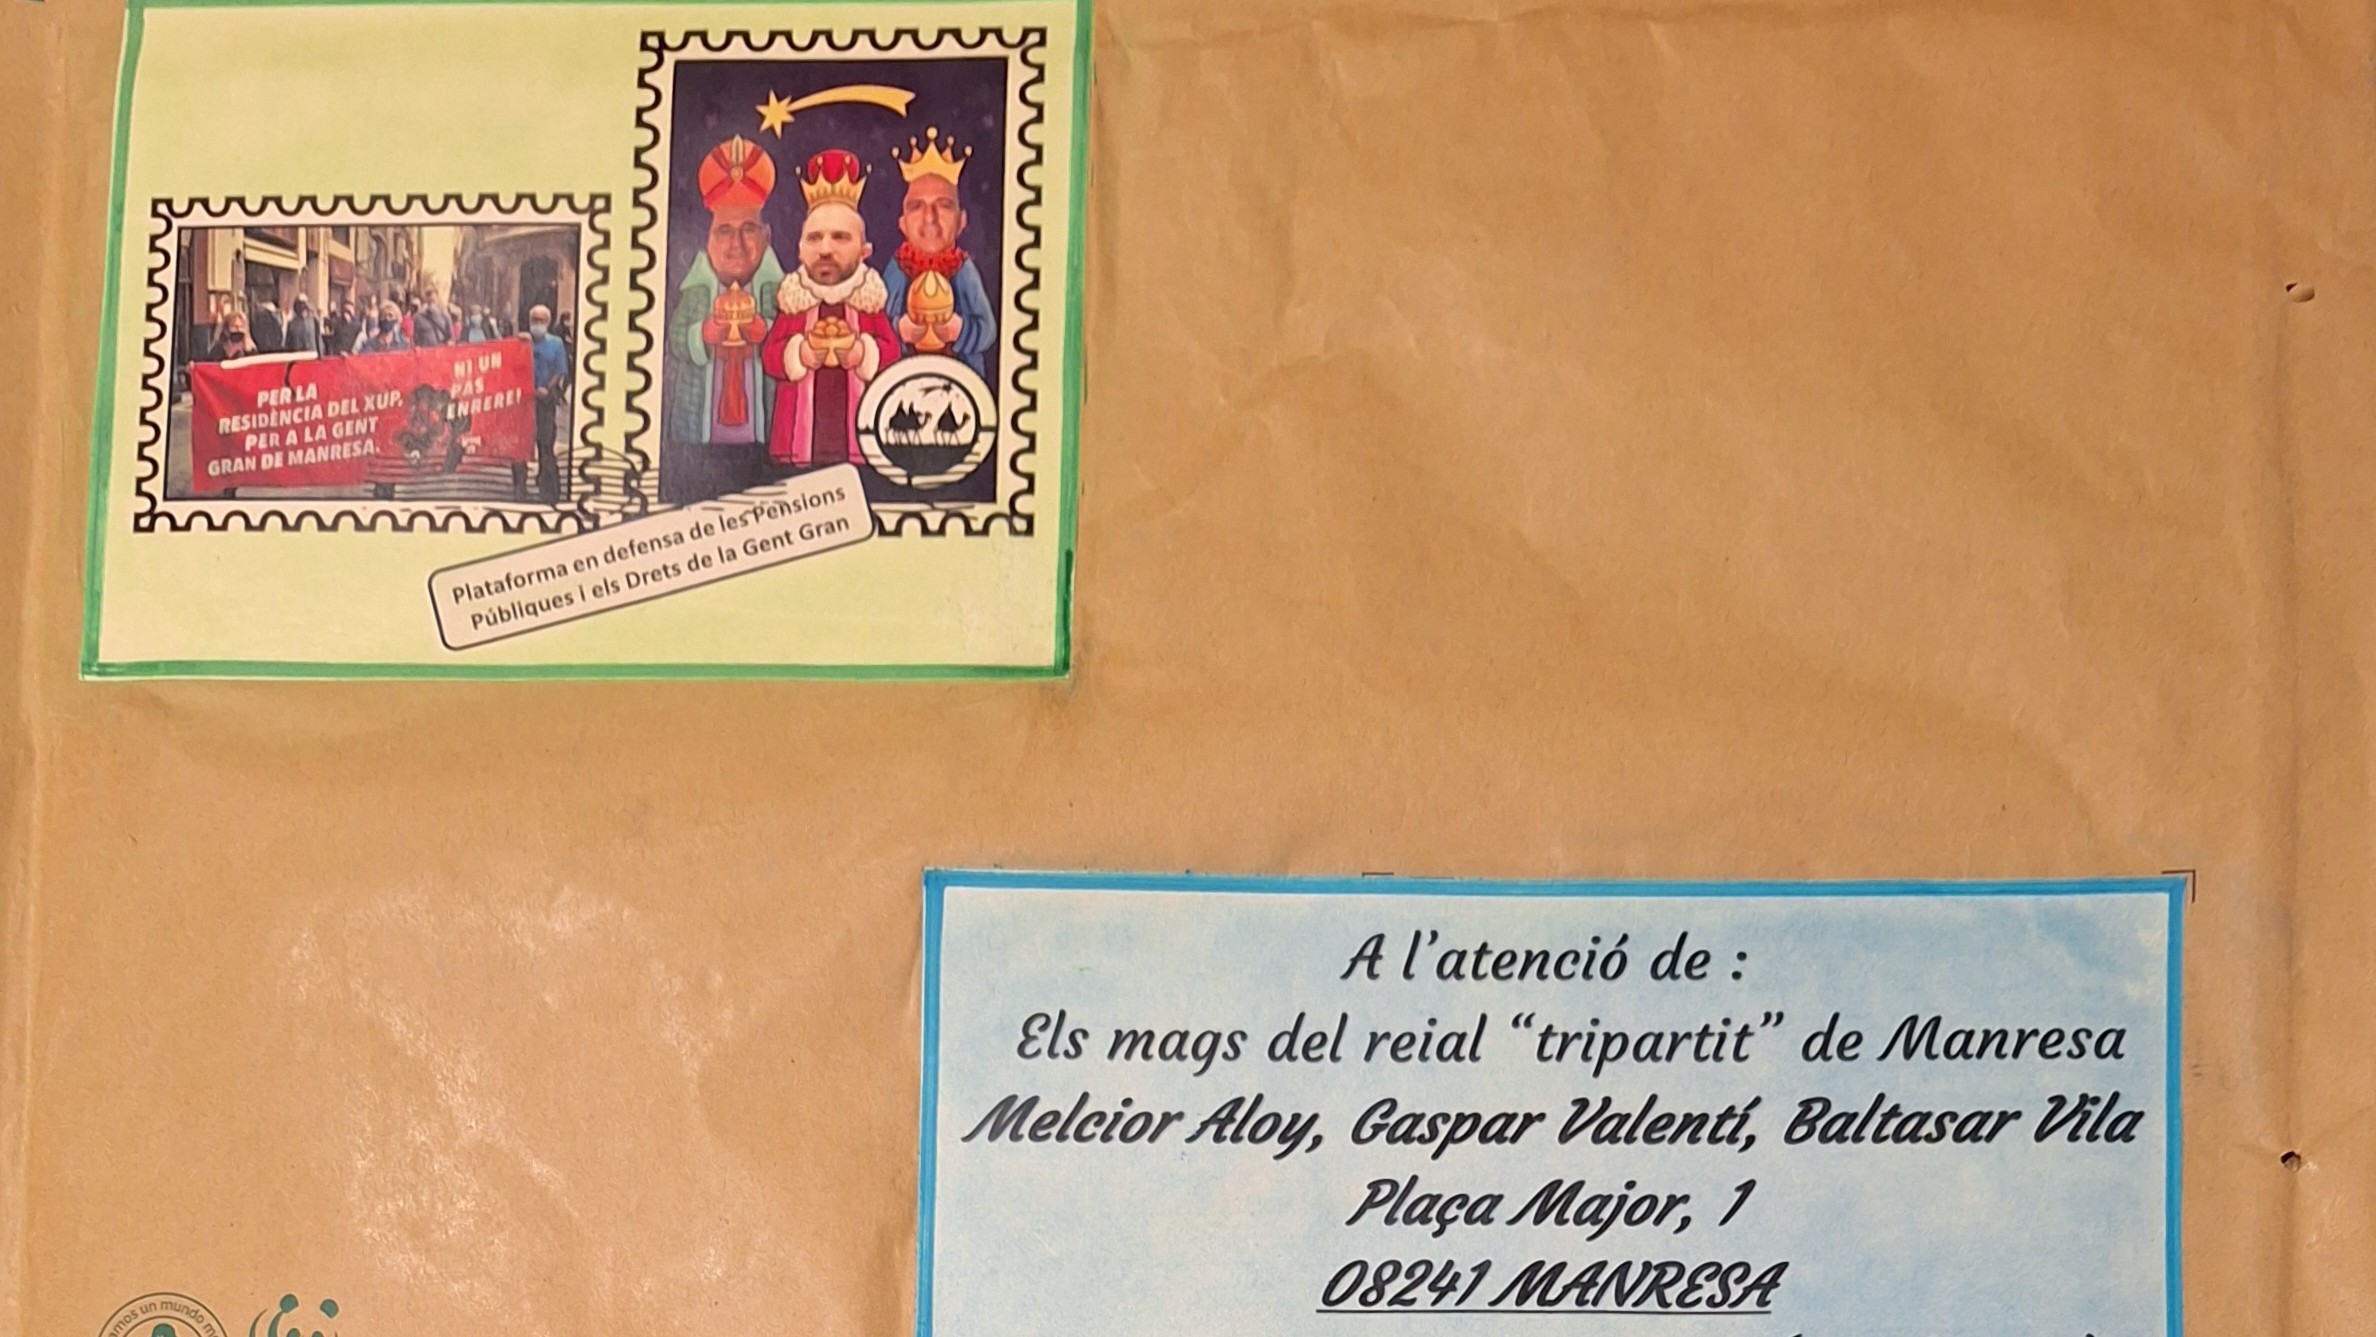 PER LA
RESIDÈNCIA DEL XUP,
PER A LA GENT
GRAN DE MANRESA.
NI UN
PAS
ENRERE!
Plataforma en defensa de les Pensions
Públiques i els Drets de la Gent Gran
A l'atenció de :
Els mags del reial “tripartit” de Manresa
Melcior Aloy, Gaspar Valentí, Baltasar Vila
Plaça Major, 1
08241 MANRESA
un mundo